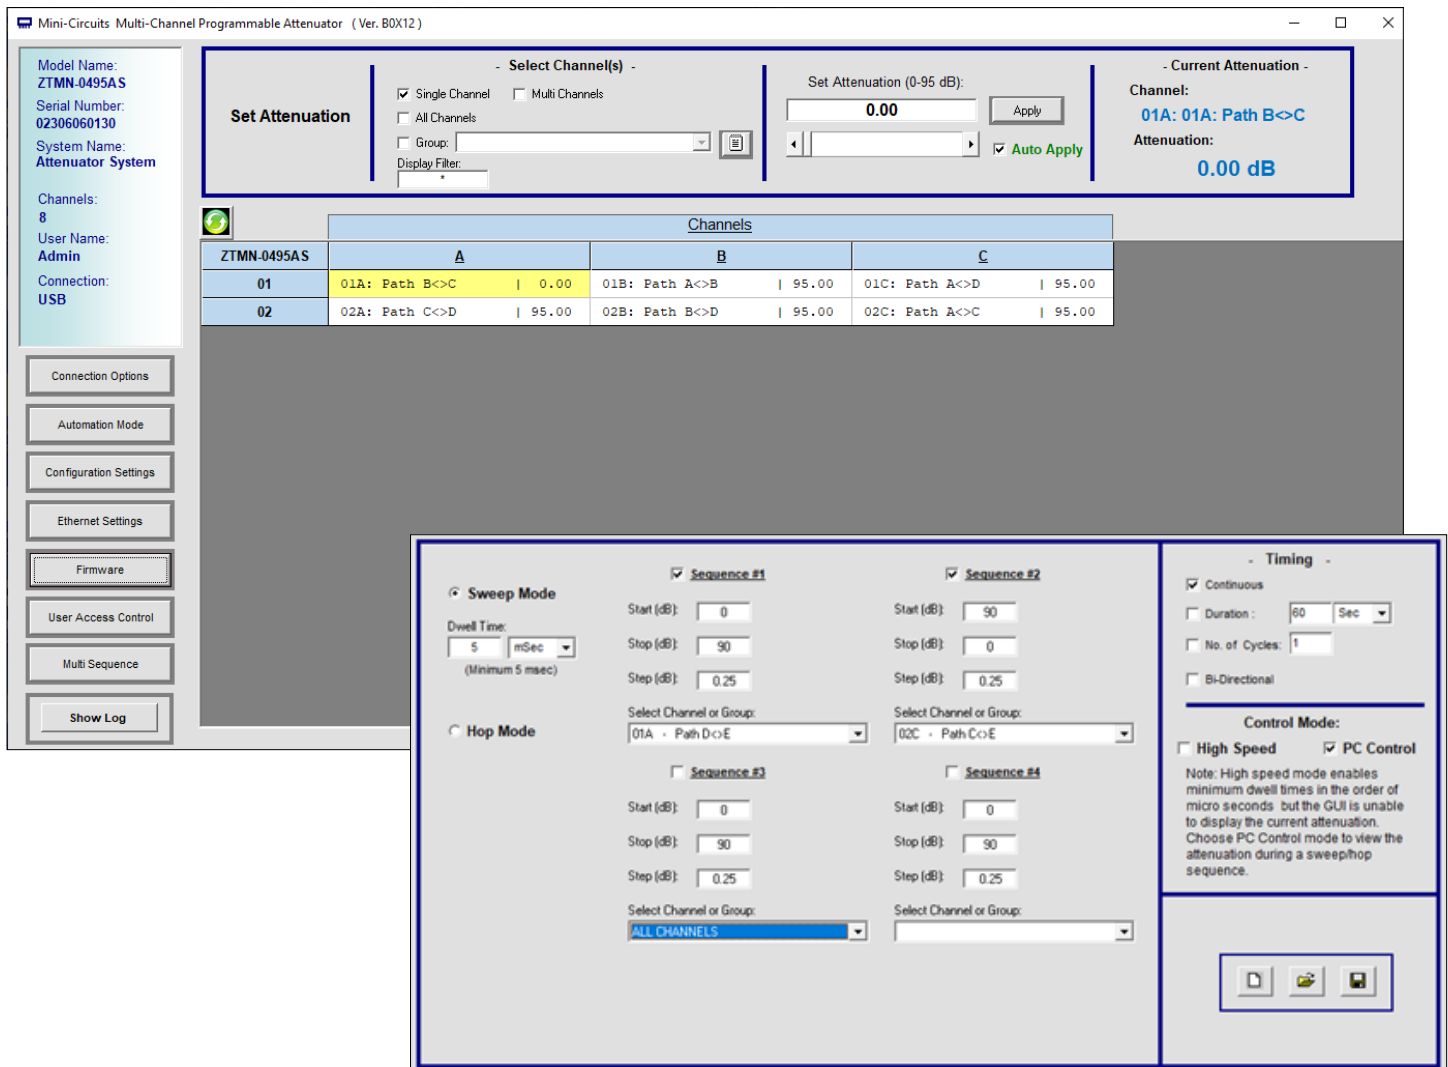 Mini-Circuits Multi-Channel Programmable Attenuator ( Ver. B0X12 )
Model Name:
ZTMN-0495AS
Serial Number:
02306060130
System Name:
Attenuator System
Channels:
8
User Name:
Admin
Connection:
USB
Connection Options
Automation Mode
Configuration Settings
Ethernet Settings
Firmware
User Access Control
Multi Sequence
Show Log
Set Attenuation
- Select Channel(s) -
Single Channel Multi Channels
All Channels
Group:
Display Filter:
*
Set Attenuation (0-95 dB):
0.00 Apply
Auto Apply
- Current Attenuation -
Channel:
01A: 01A: Path B<>C
Attenuation:
0.00 dB
Channels
ZTMN-0495AS A B C
01 01A: Path B<>C | 0.00 01B: Path A<>B | 95.00 01C: Path A<>D | 95.00
02 02A: Path C<>D | 95.00 02B: Path B<>D | 95.00 02C: Path A<>C | 95.00
Sweep Mode
Dwell Time:
5 mSec
(Minimum 5 msec)
Hop Mode
Sequence #1
Start (dB): 0
Stop (dB): 90
Step (dB): 0.25
Select Channel or Group:
01A - Path D<>E
Sequence #2
Start (dB): 90
Stop (dB): 0
Step (dB): 0.25
Select Channel or Group:
02C - Path C<>E
Sequence #3
Start (dB): 0
Stop (dB): 90
Step (dB): 0.25
Select Channel or Group:
ALL CHANNELS
Sequence #4
Start (dB): 0
Stop (dB): 90
Step (dB): 0.25
Select Channel or Group:
- Timing -
Continuous
Duration : 60 Sec
No. of Cycles: 1
Bi-Directional
Control Mode:
High Speed PC Control
Note: High speed mode enables
minimum dwell times in the order of
micro seconds but the GUI is unable
to display the current attenuation.
Choose PC Control mode to view the
attenuation during a sweep/hop
sequence.